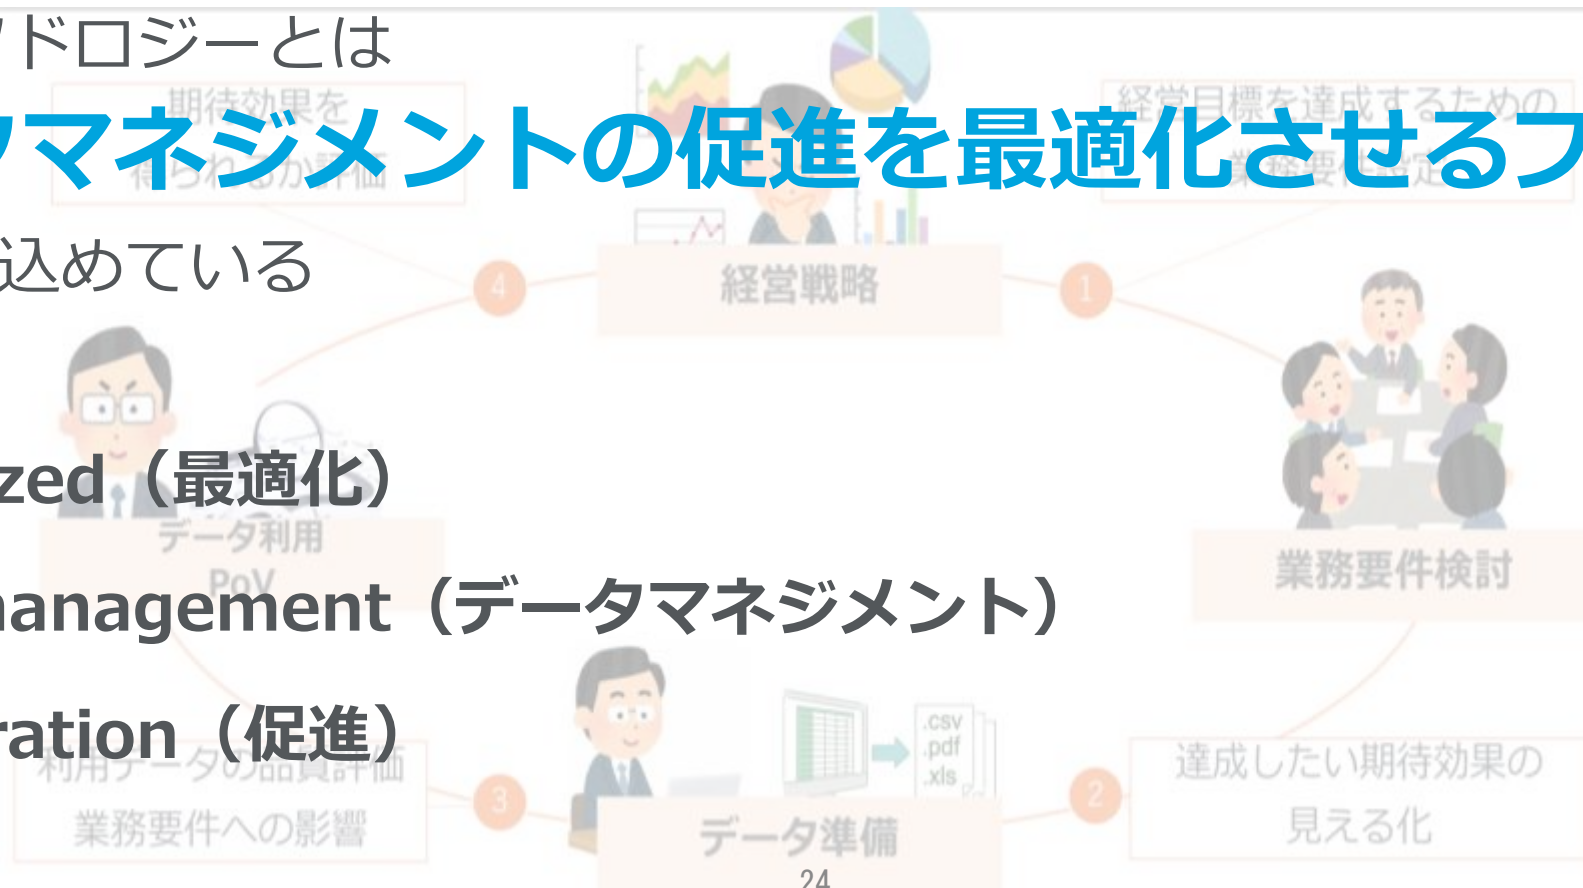 ソドロジーとは
期待効果を
得られるか評価
経営目標を達成するための
業務要件設定
タマネジメントの促進を最適化させるフ
込めている
4
経営戦略
1
zed（最適化）
データ利用
PoV
業務要件検討
management（データマネジメント）
ration（促進）
利用データの品質評価
業務要件への影響
3
.csv
.pdf
.xls
2
達成したい期待効果の
見える化
データ準備
24